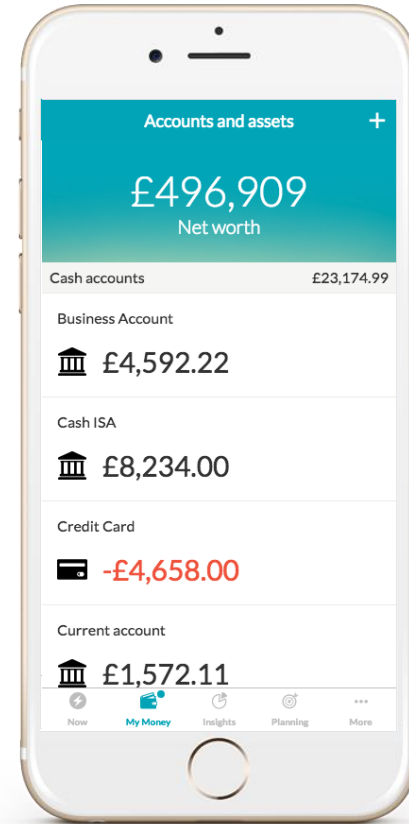 Accounts and assets +
£496,909
Net worth
Cash accounts £23,174.99
Business Account
£4,592.22
Cash ISA
£8,234.00
Credit Card
-£4,658.00
Current account
£1,572.11
Now My Money Insights Planning More